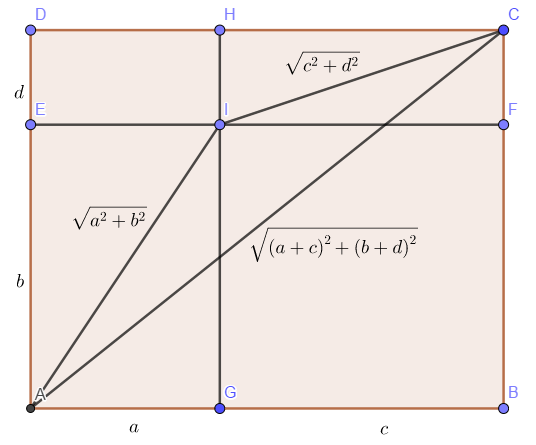 D H C
√(c² + d²)
d
E I F
√(a² + b²)
√((a + c)² + (b + d)²)
b
A G B
a c